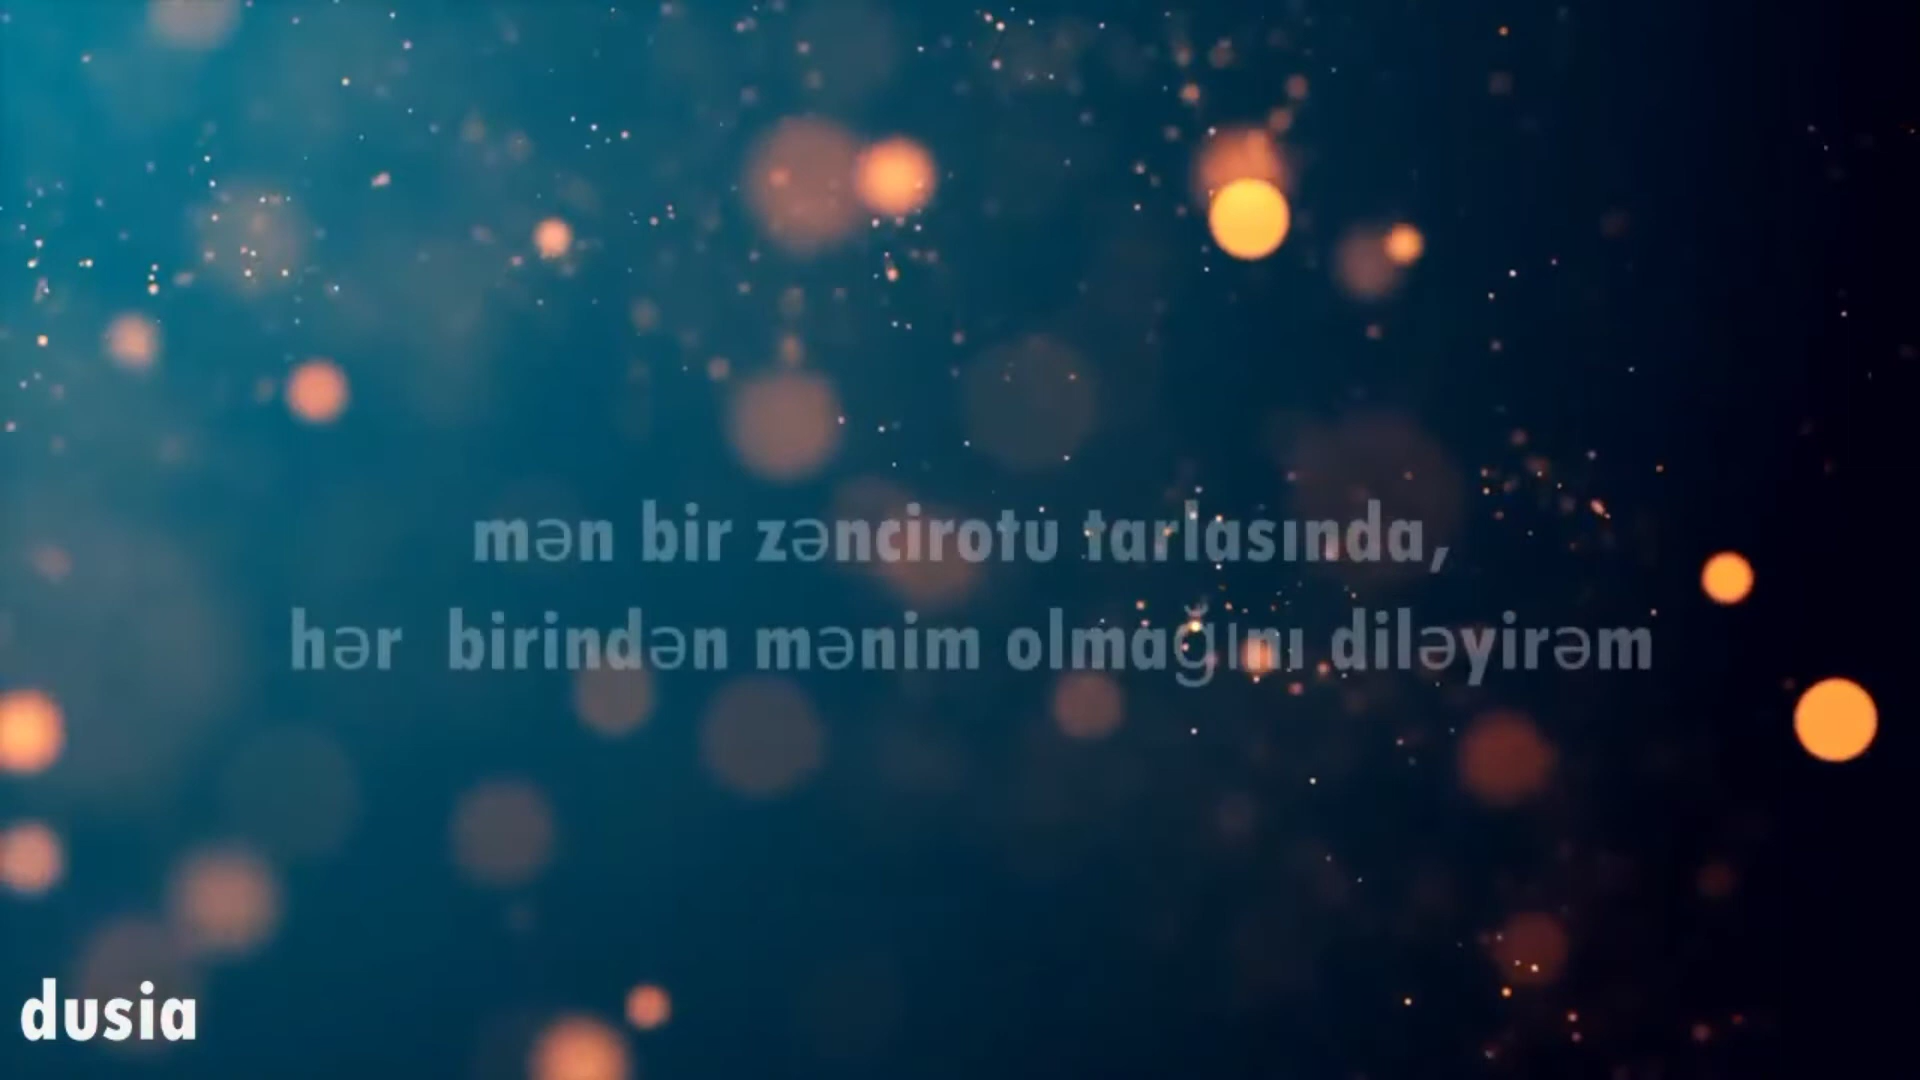 mən bir zəncirotu tarlasında,
hər birindən mənim olmağını diləyirəm
dusia